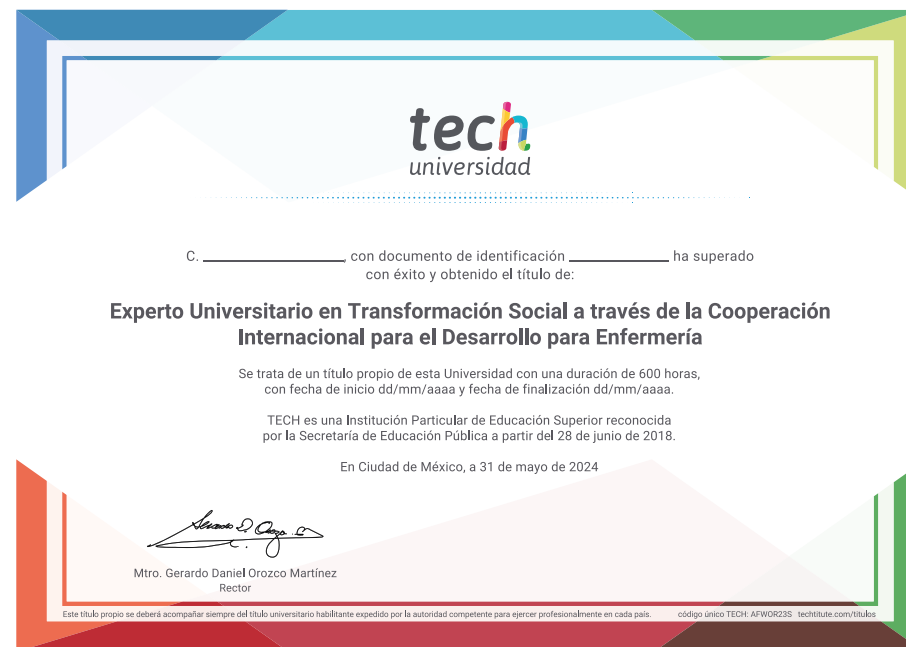 tech
universidad
C. ____________, con documento de identificación ____________ ha superado
con éxito y obtenido el título de:
Experto Universitario en Transformación Social a través de la Cooperación
Internacional para el Desarrollo para Enfermería
Se trata de un título propio de esta Universidad con una duración de 600 horas,
con fecha de inicio dd/mm/aaaa y fecha de finalización dd/mm/aaaa.
TECH es una Institución Particular de Educación Superior reconocida
por la Secretaría de Educación Pública a partir del 28 de junio de 2018.
En Ciudad de México, a 31 de mayo de 2024
Mtro. Gerardo Daniel Orozco Martínez
Rector
Este título propio se deberá acompañar siempre del título universitario habilitante expedido por la autoridad competente para ejercer profesionalmente en cada país. código único TECH: AFWOR23S techtitute.com/titulos